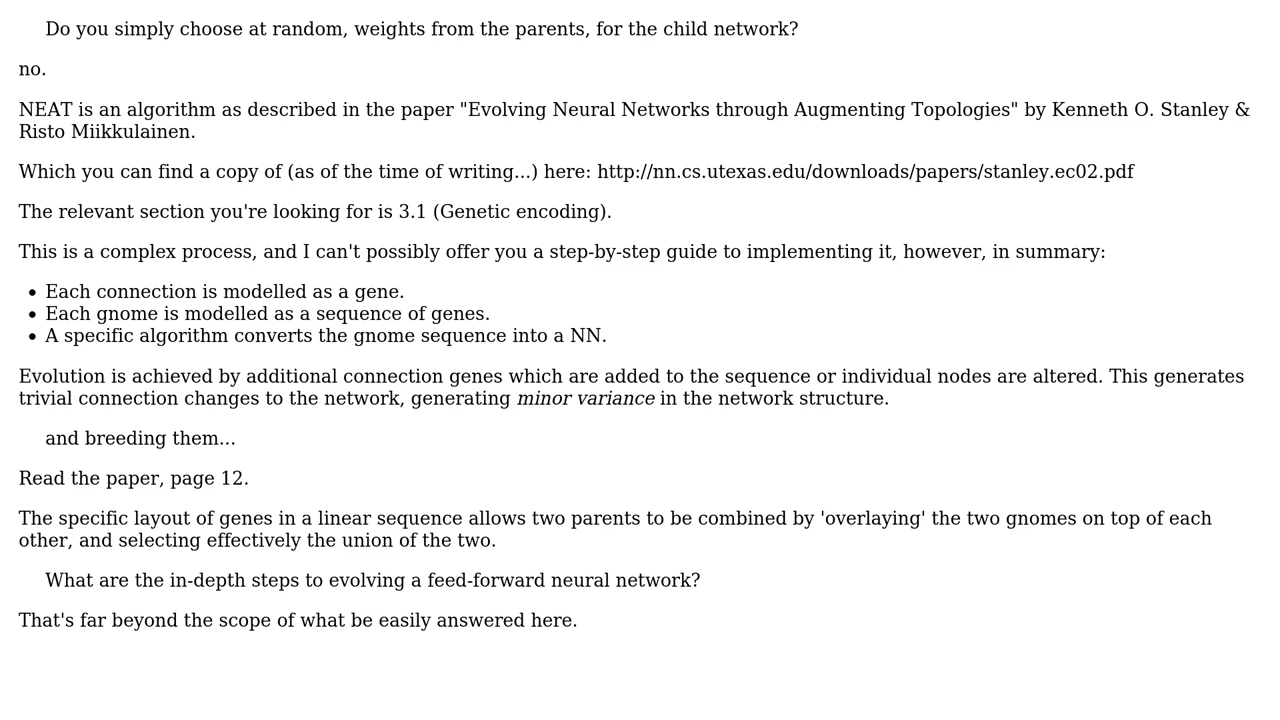 Do you simply choose at random, weights from the parents, for the child network?
no.
NEAT is an algorithm as described in the paper "Evolving Neural Networks through Augmenting Topologies" by Kenneth O. Stanley &
Risto Miikkulainen.
Which you can find a copy of (as of the time of writing...) here: http://nn.cs.utexas.edu/downloads/papers/stanley.ec02.pdf
The relevant section you're looking for is 3.1 (Genetic encoding).
This is a complex process, and I can't possibly offer you a step-by-step guide to implementing it, however, in summary:
• Each connection is modelled as a gene.
• Each gnome is modelled as a sequence of genes.
• A specific algorithm converts the gnome sequence into a NN.
Evolution is achieved by additional connection genes which are added to the sequence or individual nodes are altered. This generates
trivial connection changes to the network, generating minor variance in the network structure.
and breeding them...
Read the paper, page 12.
The specific layout of genes in a linear sequence allows two parents to be combined by 'overlaying' the two gnomes on top of each
other, and selecting effectively the union of the two.
What are the in-depth steps to evolving a feed-forward neural network?
That's far beyond the scope of what be easily answered here.